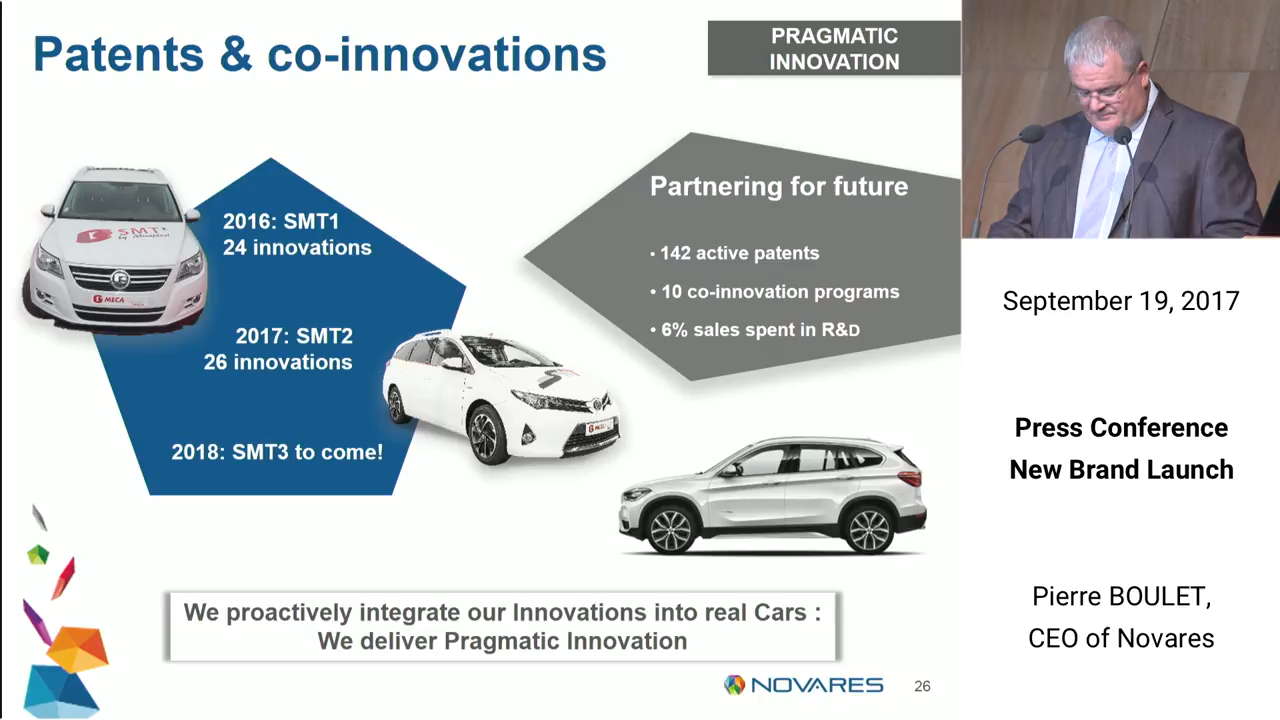 Patents & co-innovations
PRAGMATIC
INNOVATION
2016: SMT1
24 innovations
2017: SMT2
26 innovations
2018: SMT3 to come!
Partnering for future
• 142 active patents
• 10 co-innovation programs
• 6% sales spent in R&D
SMT1
MECA
MECA
We proactively integrate our Innovations into real Cars :
We deliver Pragmatic Innovation
NOVARES
26
September 19, 2017
Press Conference
New Brand Launch
Pierre BOULET,
CEO of Novares